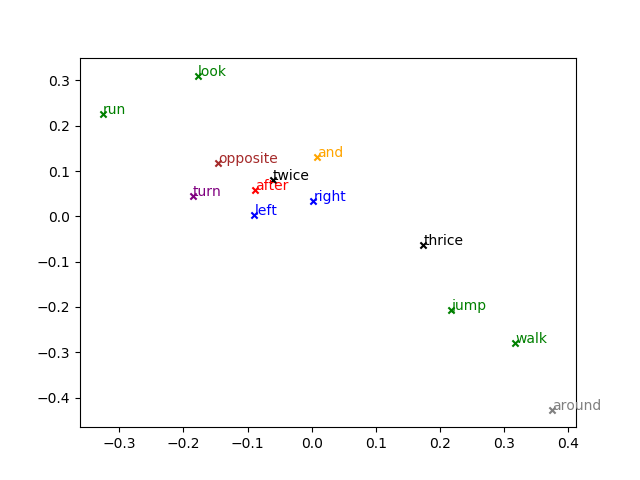 look
0.3
run
0.2
opposite
and
0.1
twice
after
turn
right
left
0.0
thrice
−0.1
jump
−0.2
walk
−0.3
around
−0.4
−0.3 −0.2 −0.1 0.0 0.1 0.2 0.3 0.4